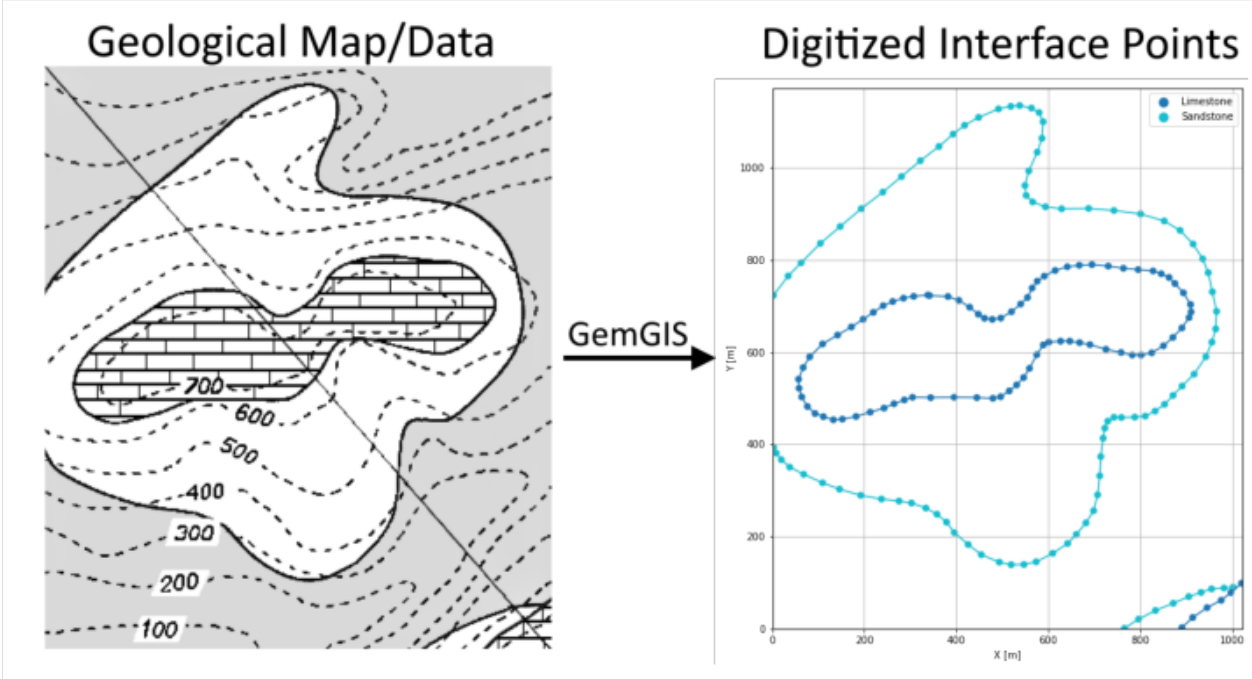 Geological Map/Data
700
600
500
400
300
200
100
GemGIS
Digitized Interface Points
Limestone
Sandstone
1000
800
600
400
200
0
Y [m]
0 200 400 600 800 1000
X [m]